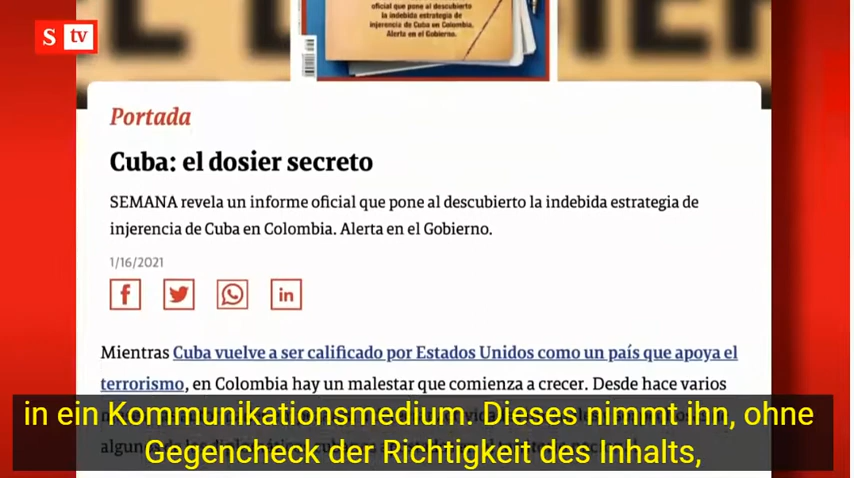 S tv
oficial que pone al descubierto
la indebida estrategia de
injerencia de Cuba en Colombia.
Alerta en el Gobierno.
Portada
Cuba: el dosier secreto
SEMANA revela un informe oficial que pone al descubierto la indebida estrategia de
injerencia de Cuba en Colombia. Alerta en el Gobierno.
1/16/2021
Mientras Cuba vuelve a ser calificado por Estados Unidos como un país que apoya el
terrorismo, en Colombia hay un malestar que comienza a crecer. Desde hace varios
in ein Kommunikationsmedium. Dieses nimmt ihn, ohne
Gegencheck der Richtigkeit des Inhalts,